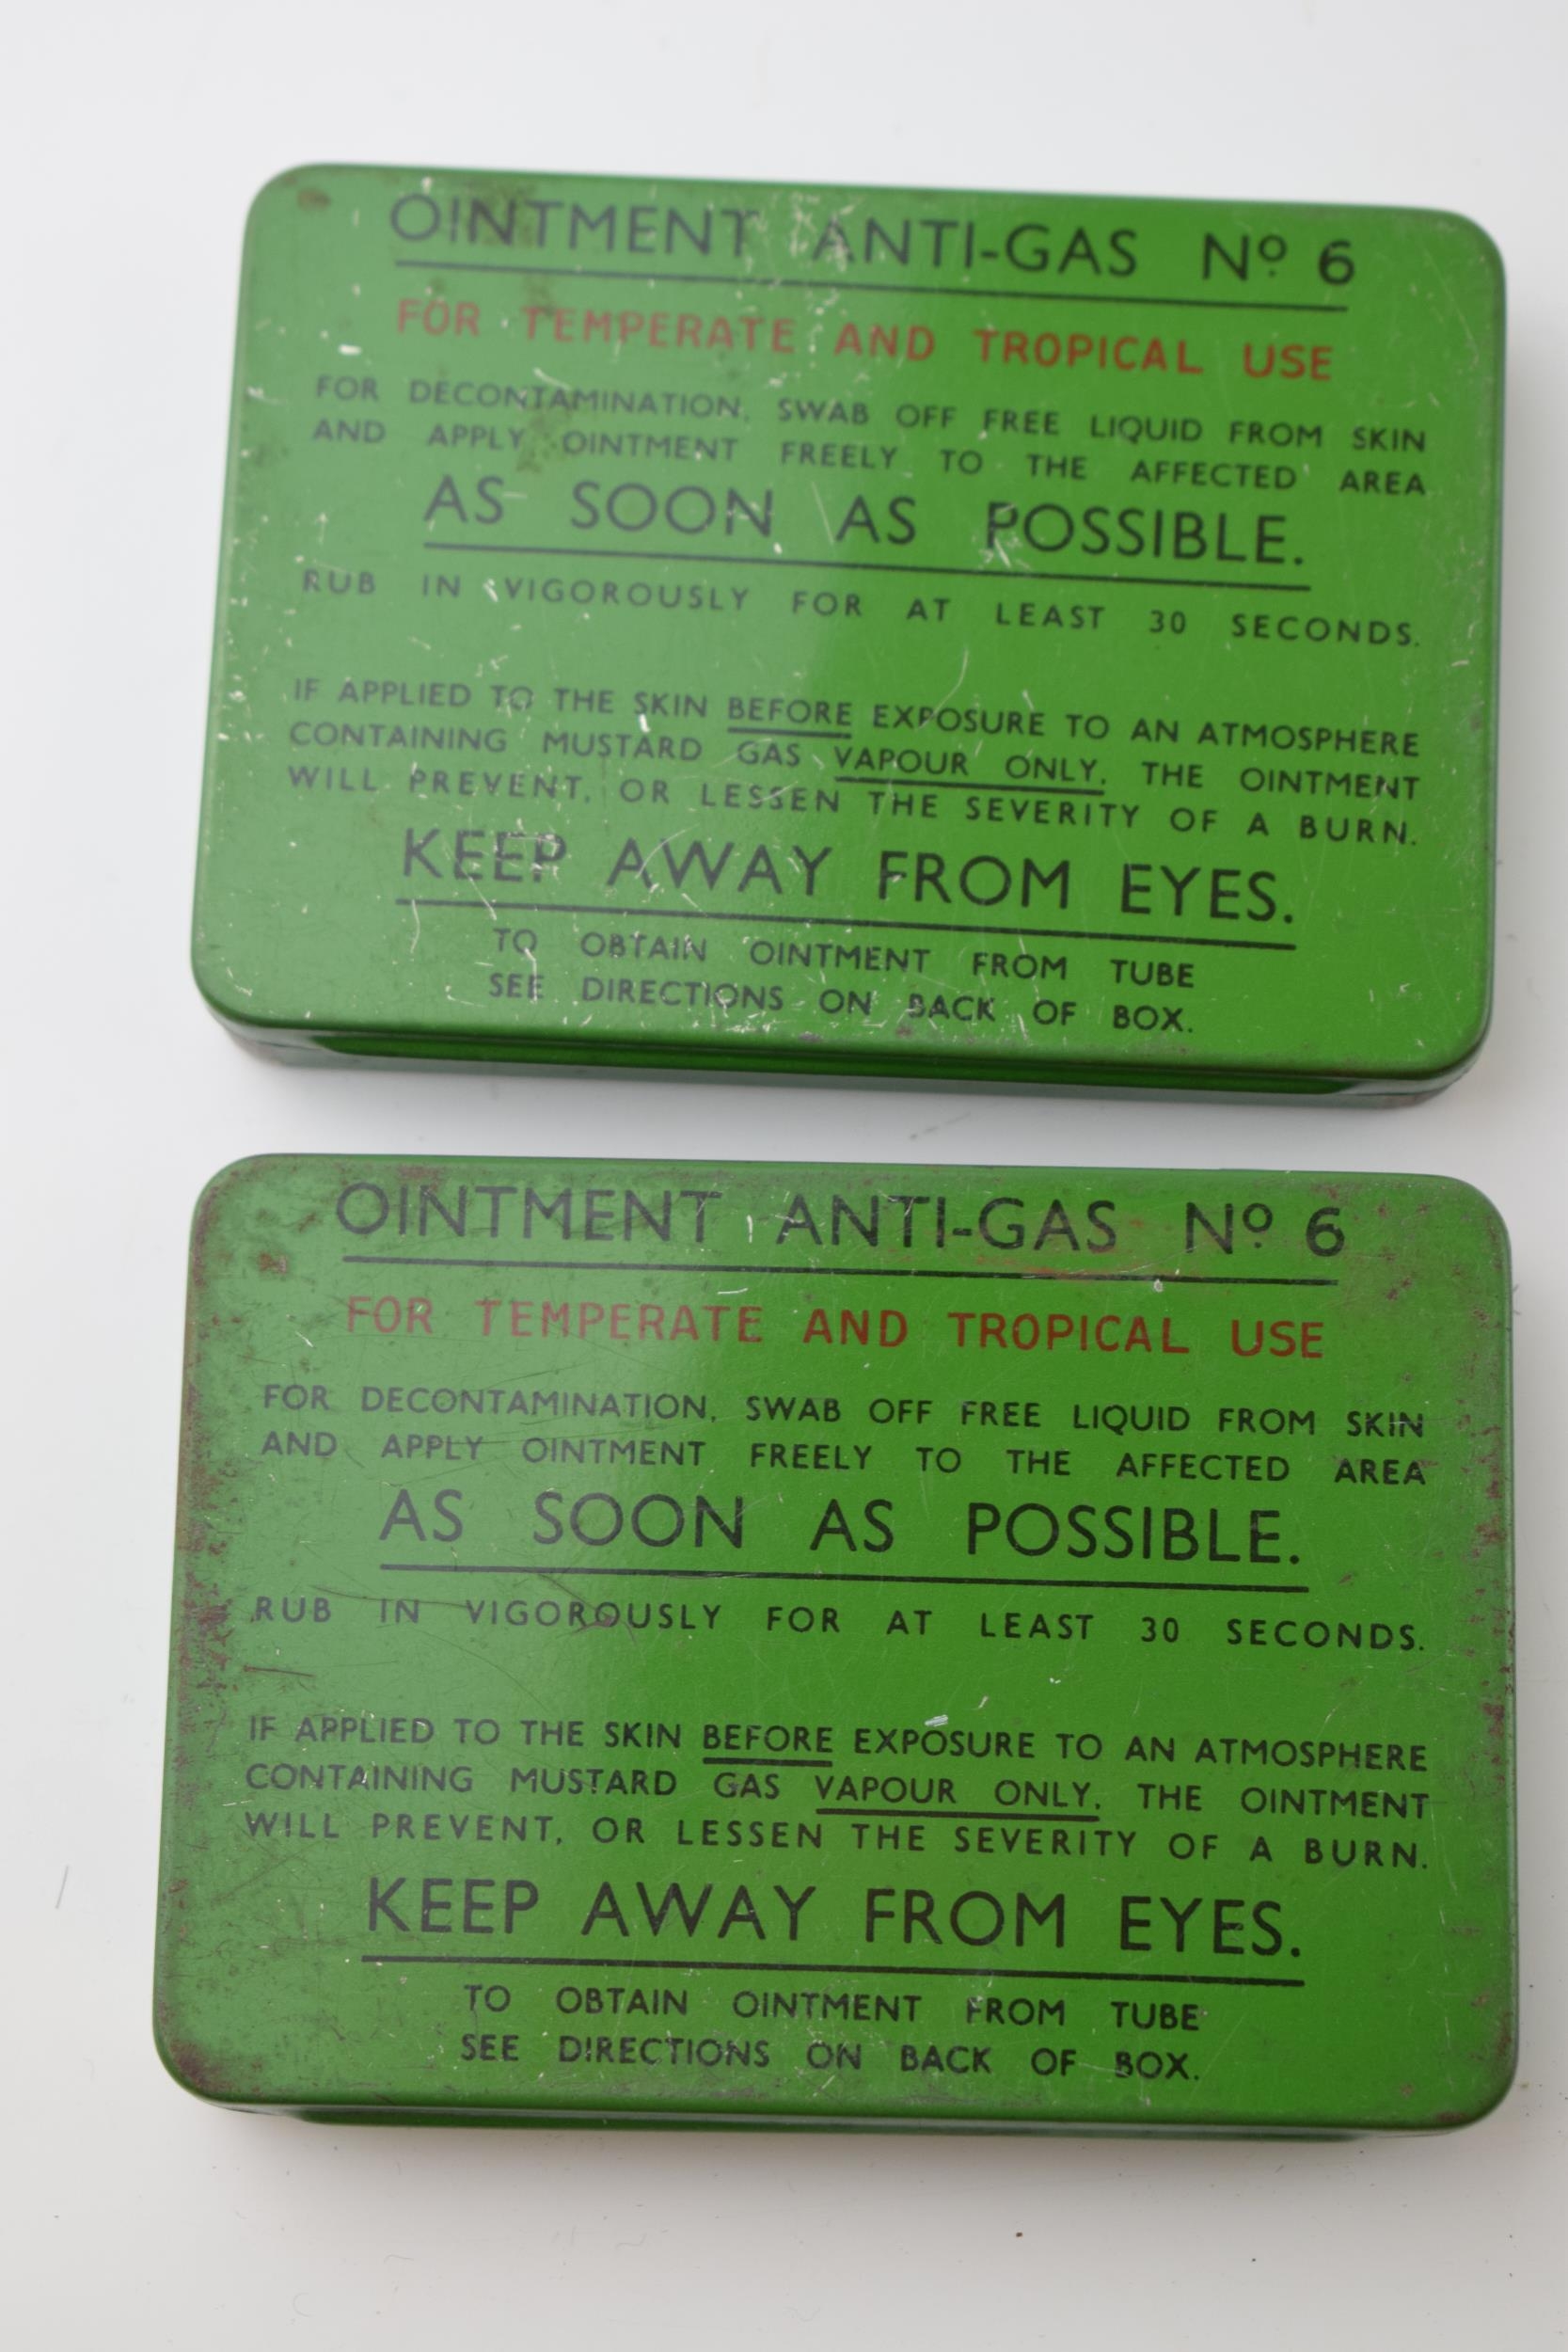 OINTMENT ANTI-GAS Nº 6
FOR TEMPERATE AND TROPICAL USE
FOR DECONTAMINATION, SWAB OFF FREE LIQUID FROM SKIN
AND APPLY OINTMENT FREELY TO THE AFFECTED AREA
AS SOON AS POSSIBLE.
RUB IN VIGOROUSLY FOR AT LEAST 30 SECONDS.
IF APPLIED TO THE SKIN BEFORE EXPOSURE TO AN ATMOSPHERE
CONTAINING MUSTARD GAS VAPOUR ONLY, THE OINTMENT
WILL PREVENT, OR LESSEN THE SEVERITY OF A BURN.
KEEP AWAY FROM EYES.
TO OBTAIN OINTMENT FROM TUBE
SEE DIRECTIONS ON BACK OF BOX.
OINTMENT ANTI-GAS Nº 6
FOR TEMPERATE AND TROPICAL USE
FOR DECONTAMINATION, SWAB OFF FREE LIQUID FROM SKIN
AND APPLY OINTMENT FREELY TO THE AFFECTED AREA
AS SOON AS POSSIBLE.
RUB IN VIGOROUSLY FOR AT LEAST 30 SECONDS.
IF APPLIED TO THE SKIN BEFORE EXPOSURE TO AN ATMOSPHERE
CONTAINING MUSTARD GAS VAPOUR ONLY, THE OINTMENT
WILL PREVENT, OR LESSEN THE SEVERITY OF A BURN.
KEEP AWAY FROM EYES.
TO OBTAIN OINTMENT FROM TUBE
SEE DIRECTIONS ON BACK OF BOX.